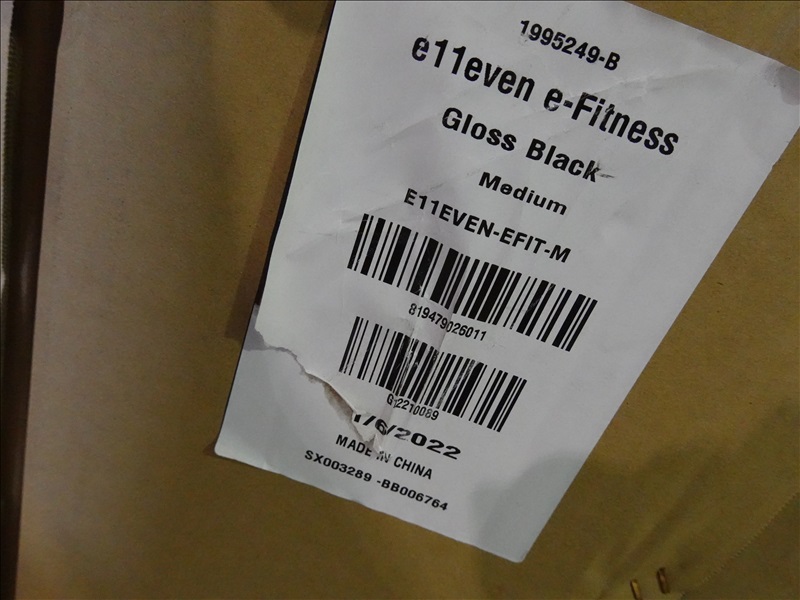 1995249-B
e11even e-Fitness
Gloss Black
Medium
E11EVEN-EFIT-M
819479026011
MADE IN CHINA
SX003289 -BB006764